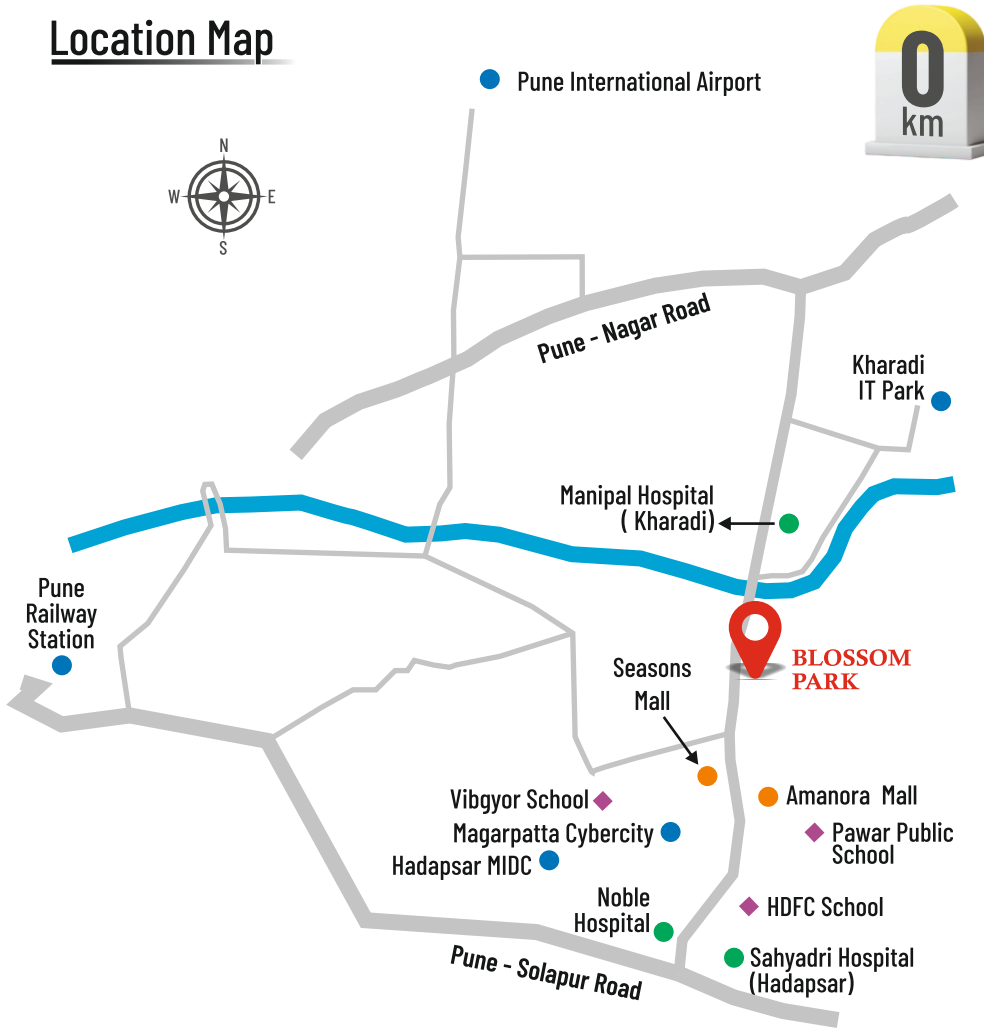 Location Map
0
km
Pune International Airport
N
W
E
S
Pune - Nagar Road
Kharadi
IT Park
Manipal Hospital
( Kharadi)
Pune
Railway
Station
BLOSSOM
PARK
Seasons
Mall
Vibgyor School
Amanora Mall
Magarpatta Cybercity
Pawar Public
School
Hadapsar MIDC
Noble
Hospital
HDFC School
Sahyadri Hospital
(Hadapsar)
Pune - Solapur Road